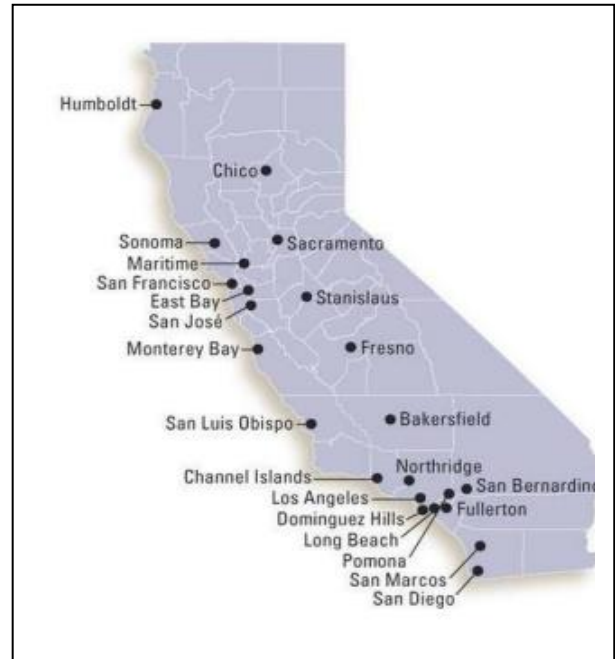 Humboldt
Chico
Sonoma
Sacramento
Maritime
San Francisco
East Bay
Stanislaus
San José
Monterey Bay
Fresno
San Luis Obispo
Bakersfield
Northridge
Channel Islands
San Bernardino
Los Angeles
Fullerton
Dominguez Hills
Long Beach
Pomona
San Marcos
San Diego